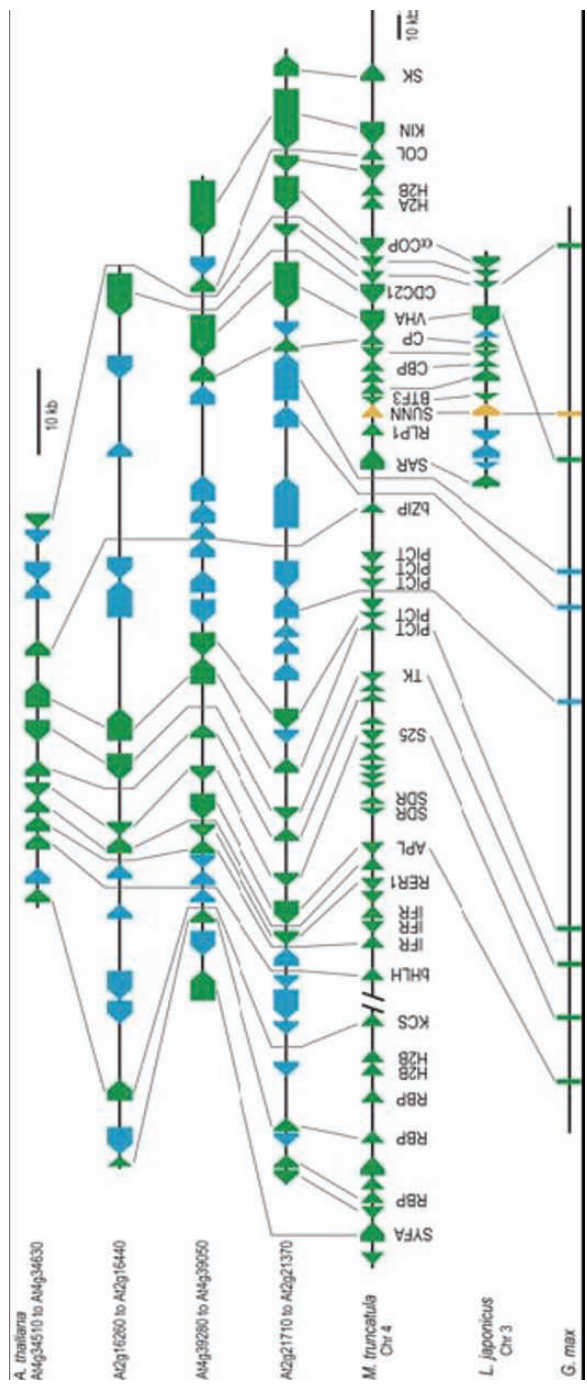 A. thaliana
At4g34510 to At4g34630
At2g16260 to At2g16440
At4g39280 to At4g39050
At2g21710 to At2g21370
M. truncatula
Chr 4
L. japonicus
Chr 3
G. max
10 kb
10 kb
SK
KIN
COL
H2B
H2A
αCOP
CDC21
VHA
CP
CBP
BTF3
SUNN
RLP1
SAR
bZIP
PICT
PICT
PICT
PICT
PICT
TK
S25
SDR
SDR
APL
RER1
IFR
IFR
IFR
bHLH
KCS
H2B
H2B
RBP
RBP
RBP
SYFA